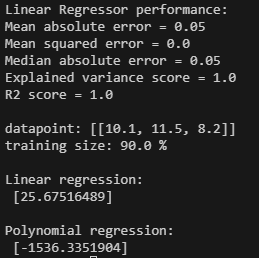 Linear Regressor performance:
Mean absolute error = 0.05
Mean squared error = 0.0
Median absolute error = 0.05
Explained variance score = 1.0
R2 score = 1.0
datapoint: [[10.1, 11.5, 8.2]]
training size: 90.0 %
Linear regression:
[25.67516489]
Polynomial regression:
[-1536.3351904]